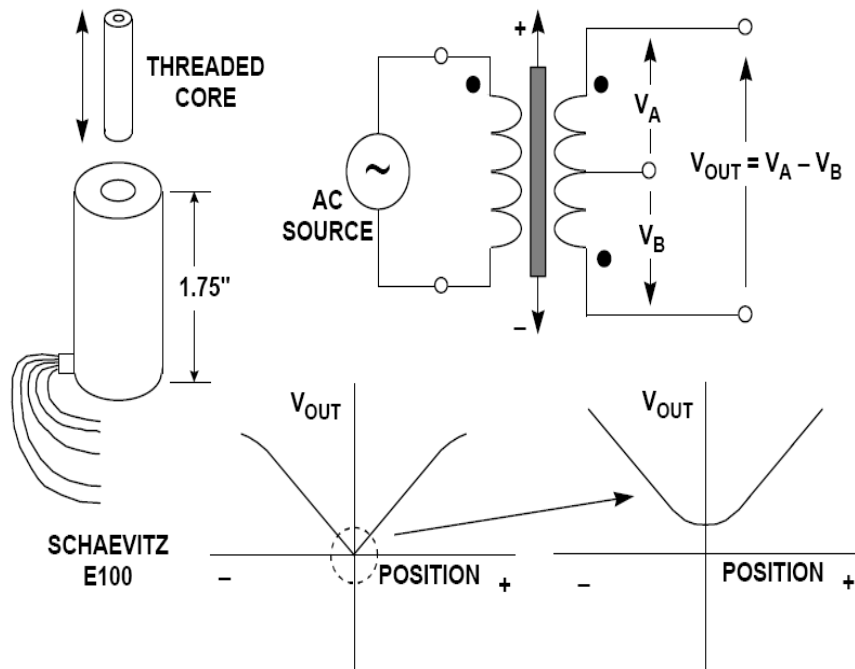 THREADED
CORE
1.75"
SCHAEVITZ
E100
AC
SOURCE
~
+
–
V_A
V_B
V_OUT = V_A – V_B
V_OUT
–
POSITION
+
V_OUT
–
POSITION
+